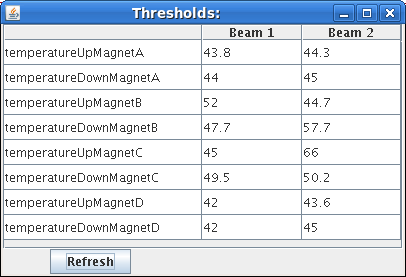 Thresholds:
Beam 1 Beam 2
temperatureUpMagnetA 43.8 44.3
temperatureDownMagnetA 44 45
temperatureUpMagnetB 52 44.7
temperatureDownMagnetB 47.7 57.7
temperatureUpMagnetC 45 66
temperatureDownMagnetC 49.5 50.2
temperatureUpMagnetD 42 43.6
temperatureDownMagnetD 42 45
Refresh